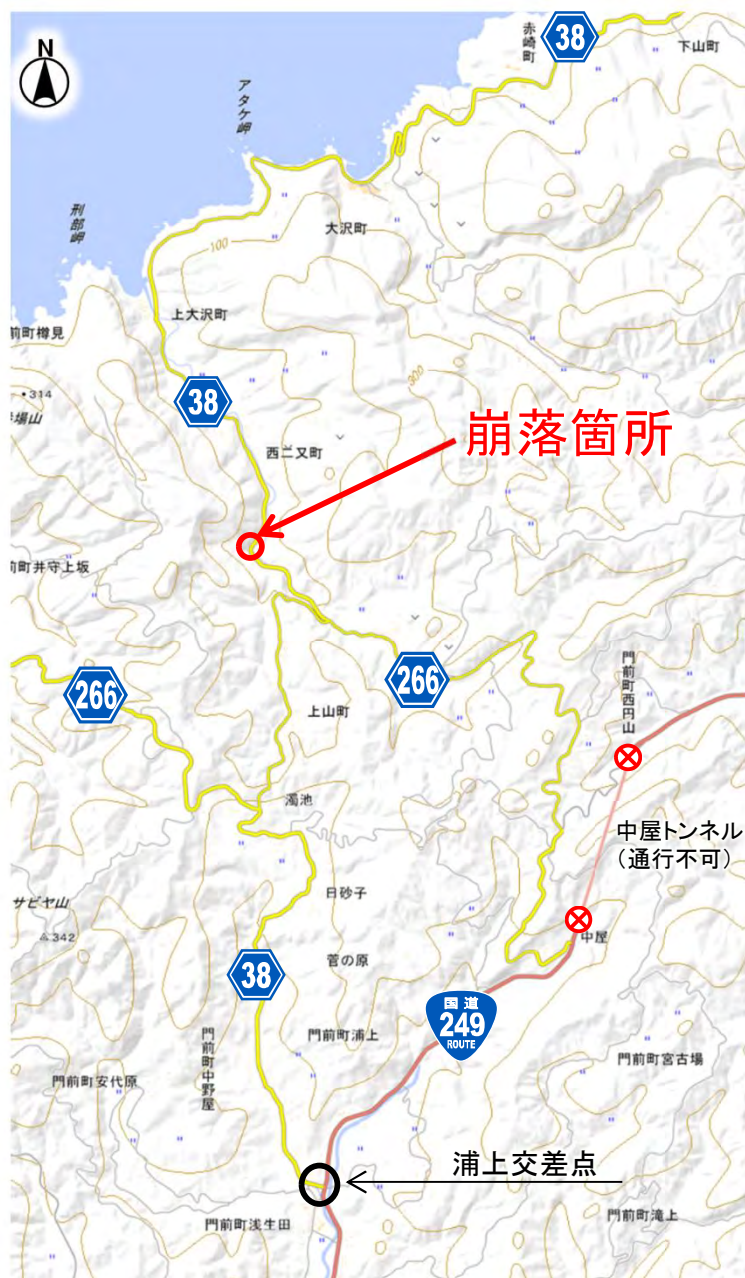 N
赤崎町
38
下山町
アタケ岬
刑部岬
大沢町
100
上大沢町
前町樽見
・314
場山
38
300
崩落箇所
西二又町
前町井守上坂
266
266
門前町西円山
上山町
濁池
中屋トンネル
(通行不可)
日砂子
サビヤ山
342
中屋
菅の原
38
国道
249
ROUTE
門前町浦上
門前町中野屋
門前町宮古場
門前町安代原
浦上交差点
門前町浅生田
門前町滝上